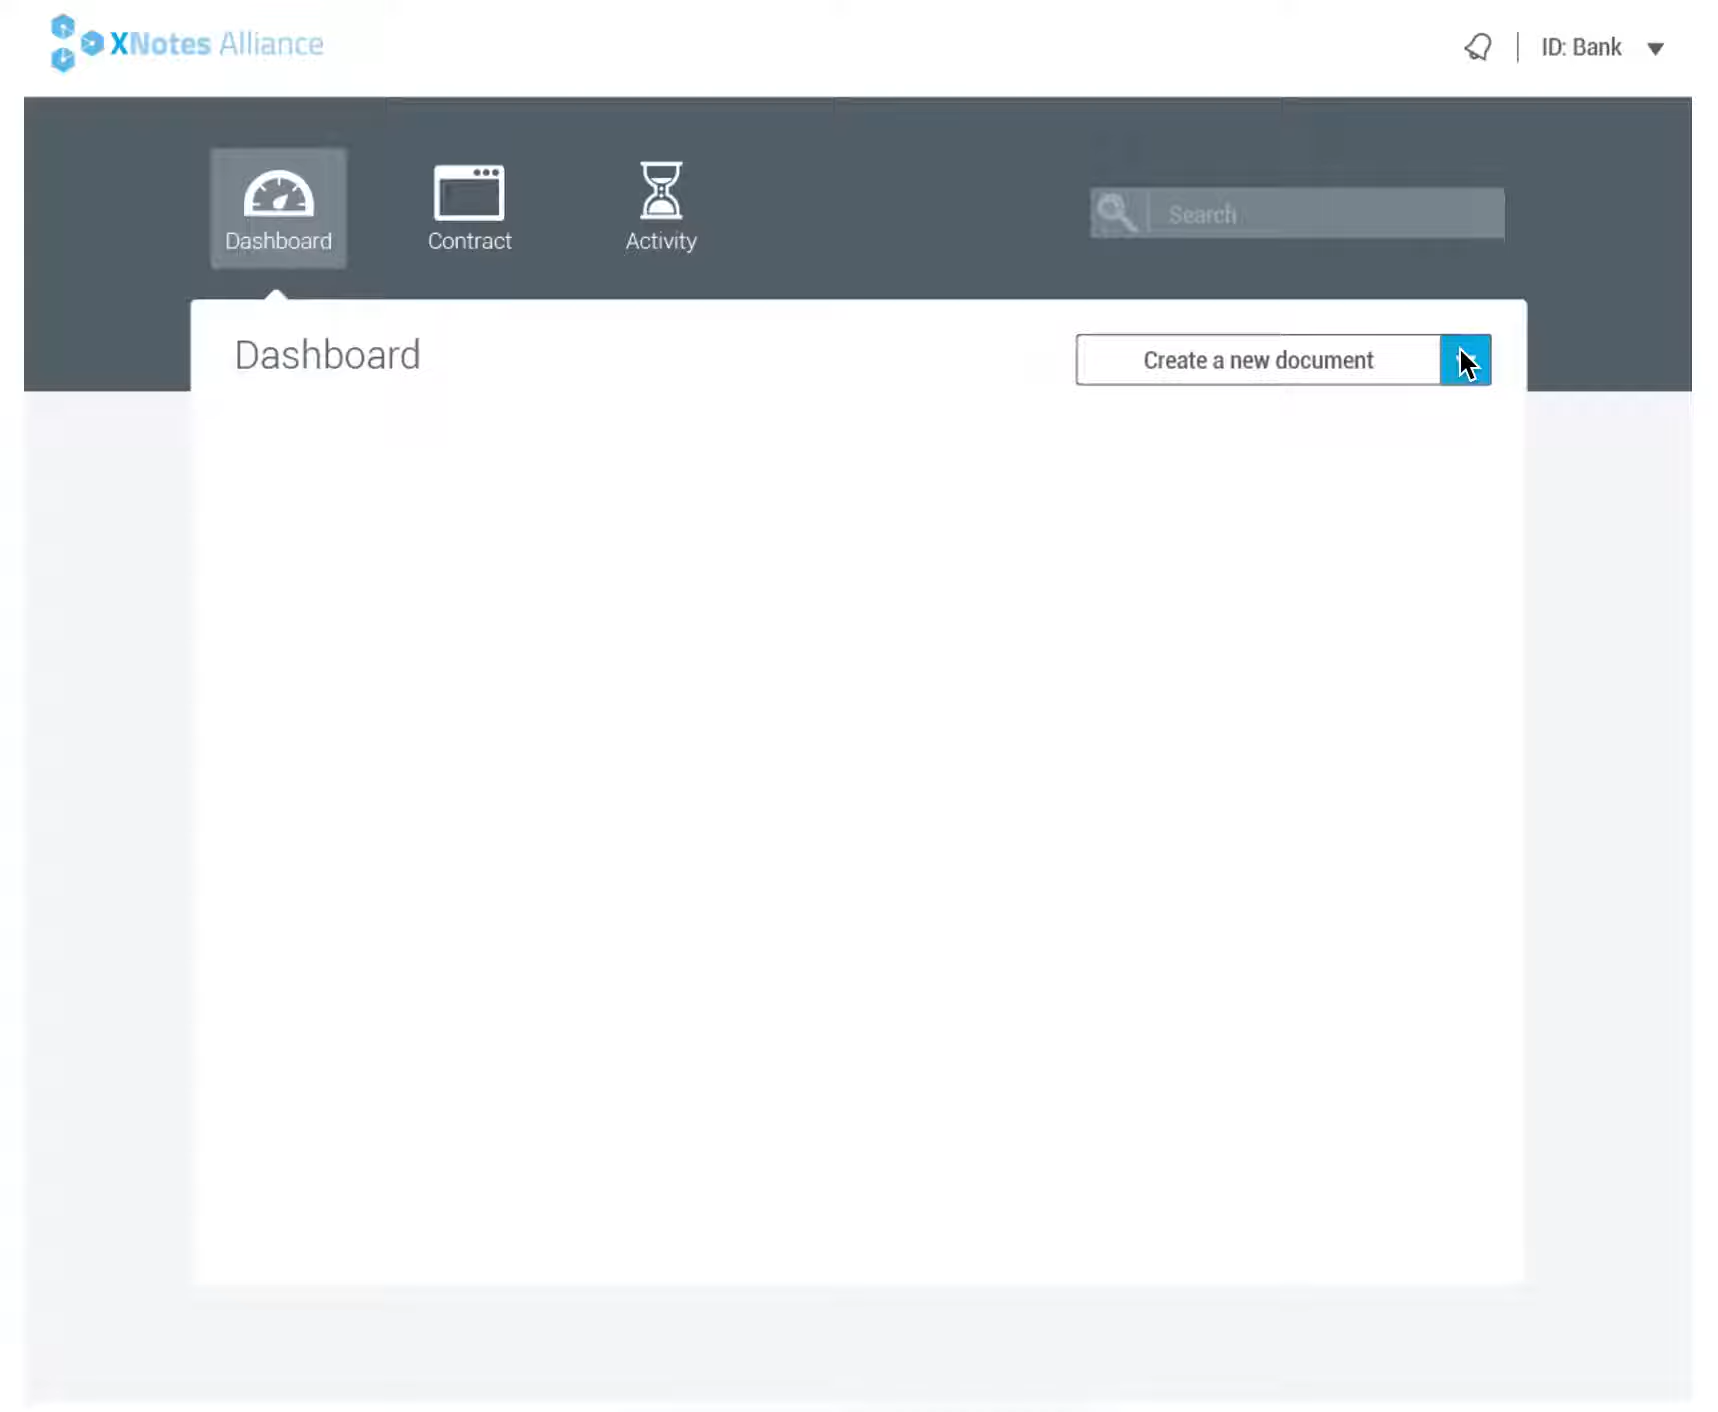 XNotes Alliance
ID: Bank
Dashboard
Contract
Activity
Search
Dashboard
Create a new document